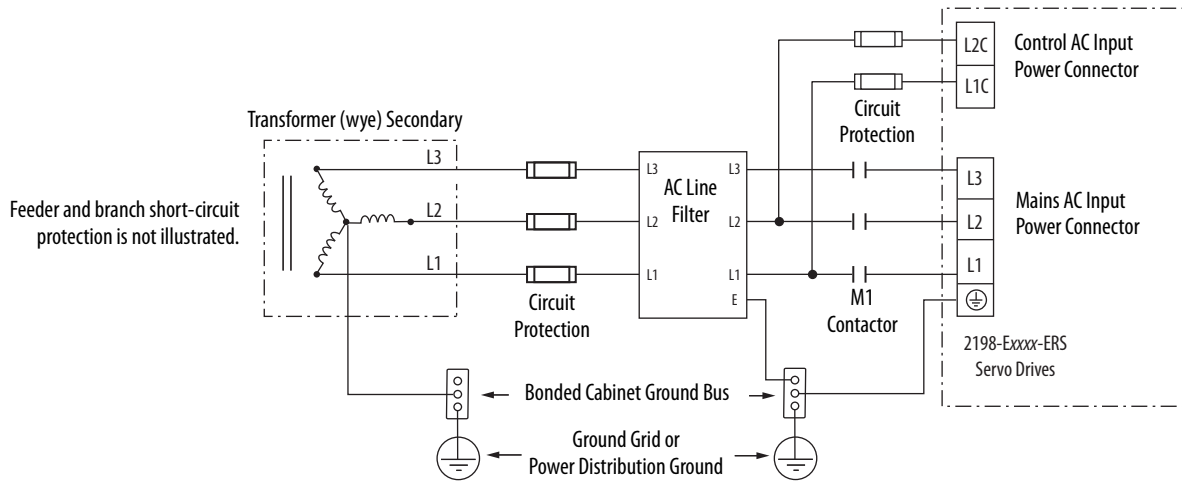 L2C
Control AC Input
Power Connector
L1C
Circuit
Protection
Transformer (wye) Secondary
L3
L3
L3
AC Line
Filter
L3
Mains AC Input
Power Connector
Feeder and branch short-circuit
protection is not illustrated.
L2
L2
L2
L2
L1
L1
L1
L1
E
Circuit
Protection
M1
Contactor
2198-Exxxx-ERS
Servo Drives
Bonded Cabinet Ground Bus
Ground Grid or
Power Distribution Ground